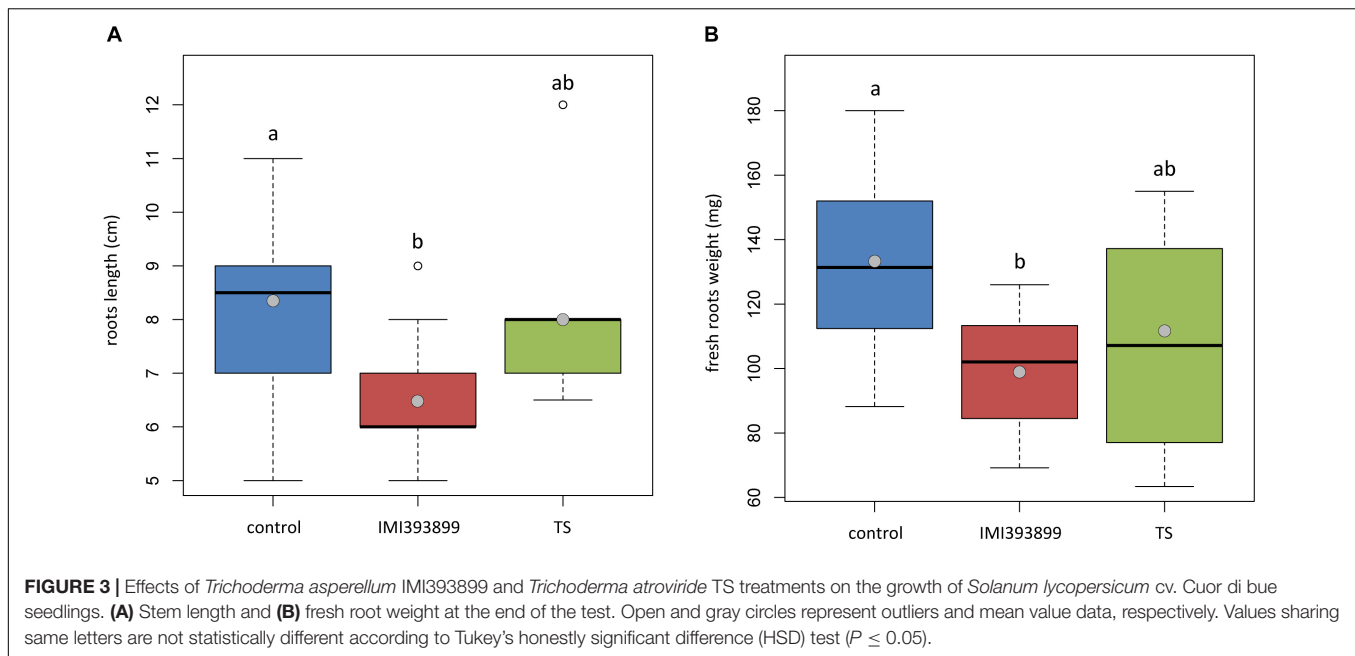 A
B
roots length (cm)
12
11
10
9
8
7
6
5
a
b
ab
control
IMI393899
TS
fresh roots weight (mg)
180
160
140
120
100
80
60
a
b
ab
control
IMI393899
TS
FIGURE 3 | Effects of Trichoderma asperellum IMI393899 and Trichoderma atroviride TS treatments on the growth of Solanum lycopersicum cv. Cuor di bue
seedlings. (A) Stem length and (B) fresh root weight at the end of the test. Open and gray circles represent outliers and mean value data, respectively. Values sharing
same letters are not statistically different according to Tukey's honestly significant difference (HSD) test (P ≤ 0.05).